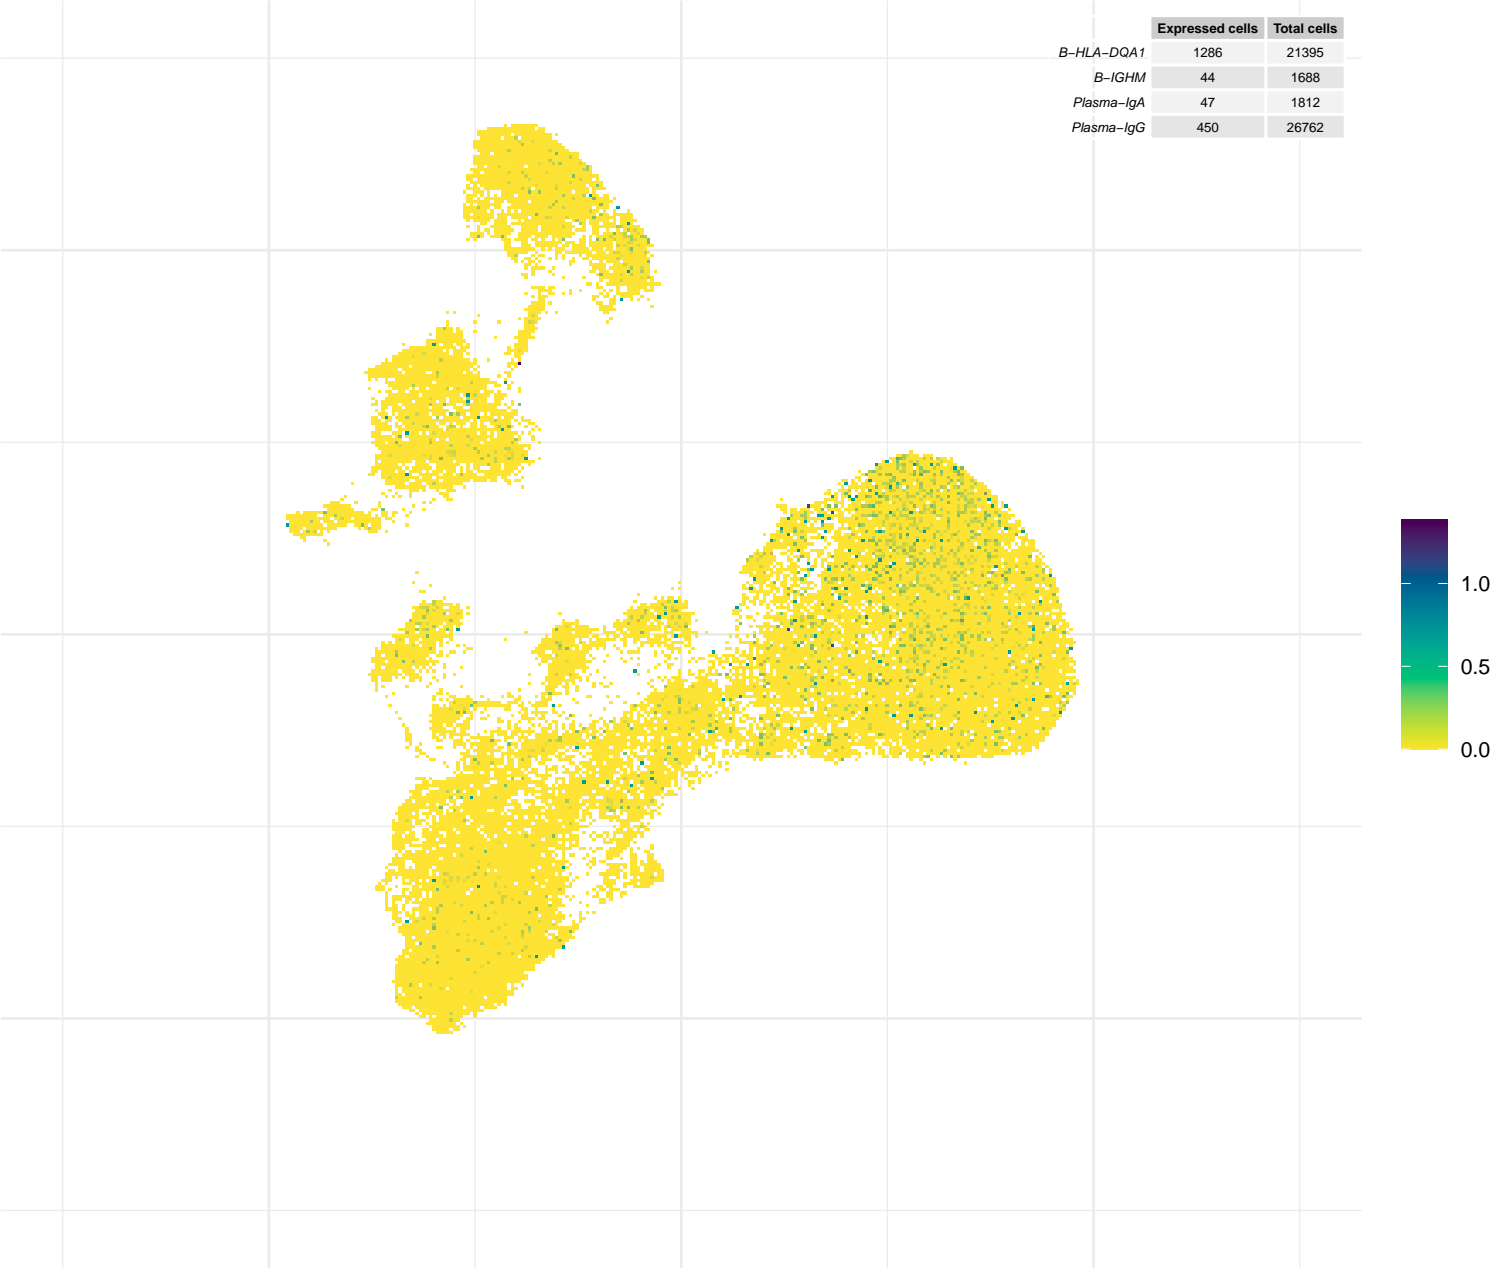 Expressed cells Total cells
B−HLA−DQA1 1286 21395
B−IGHM 44 1688
Plasma−IgA 47 1812
Plasma−IgG 450 26762
1.0
0.5
0.0